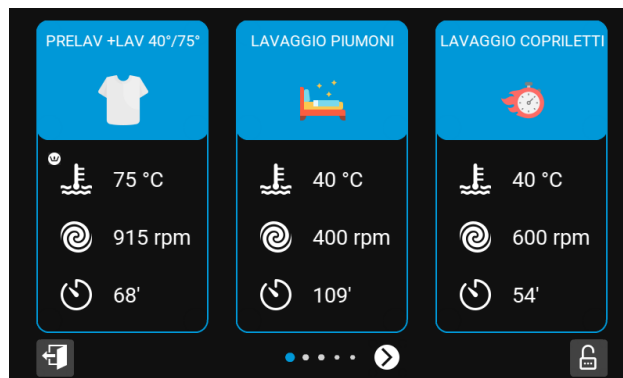 PRELAV +LAV 40°/75°
LAVAGGIO PIUMONI
LAVAGGIO COPRILETTI
75 °C
40 °C
40 °C
915 rpm
400 rpm
600 rpm
68'
109'
54'